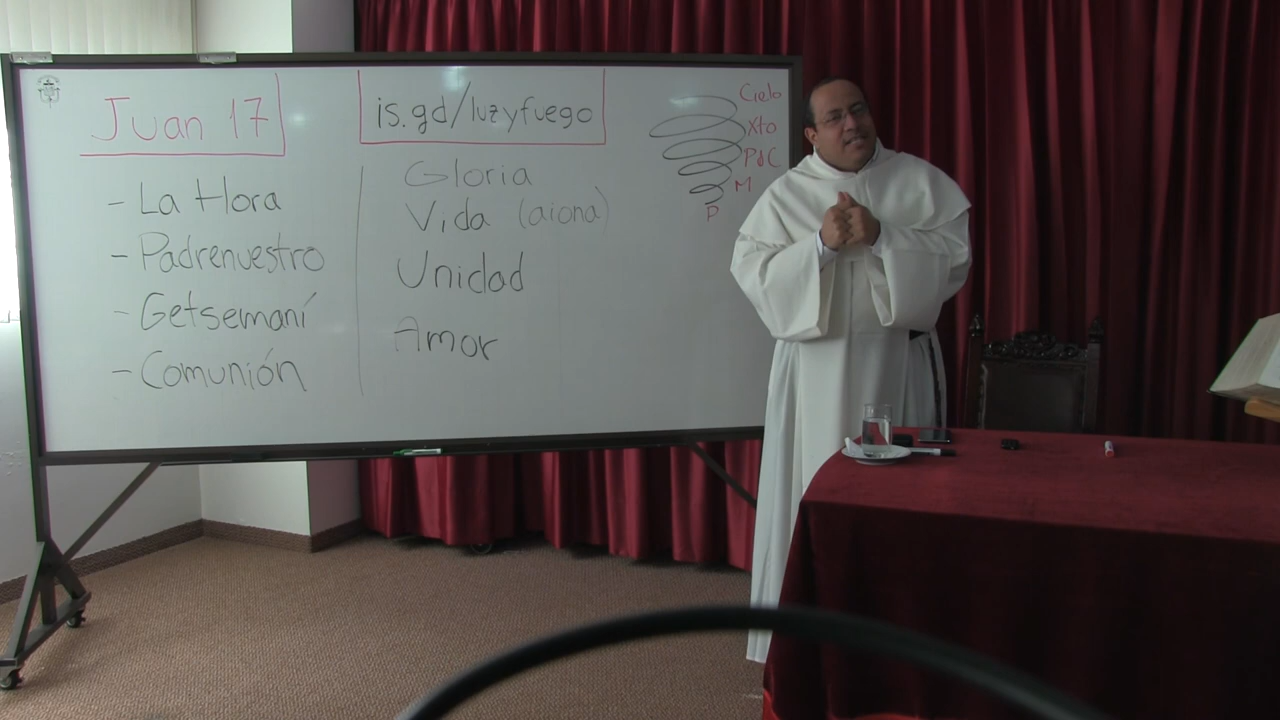 Juan 17
- La Hora
- Padrenuestro
- Getsemaní
- Comunión
is.gd/luzyfuego
Gloria
Vida (aiona)
Unidad
Amor
Cielo
Xto
PdC
M
P